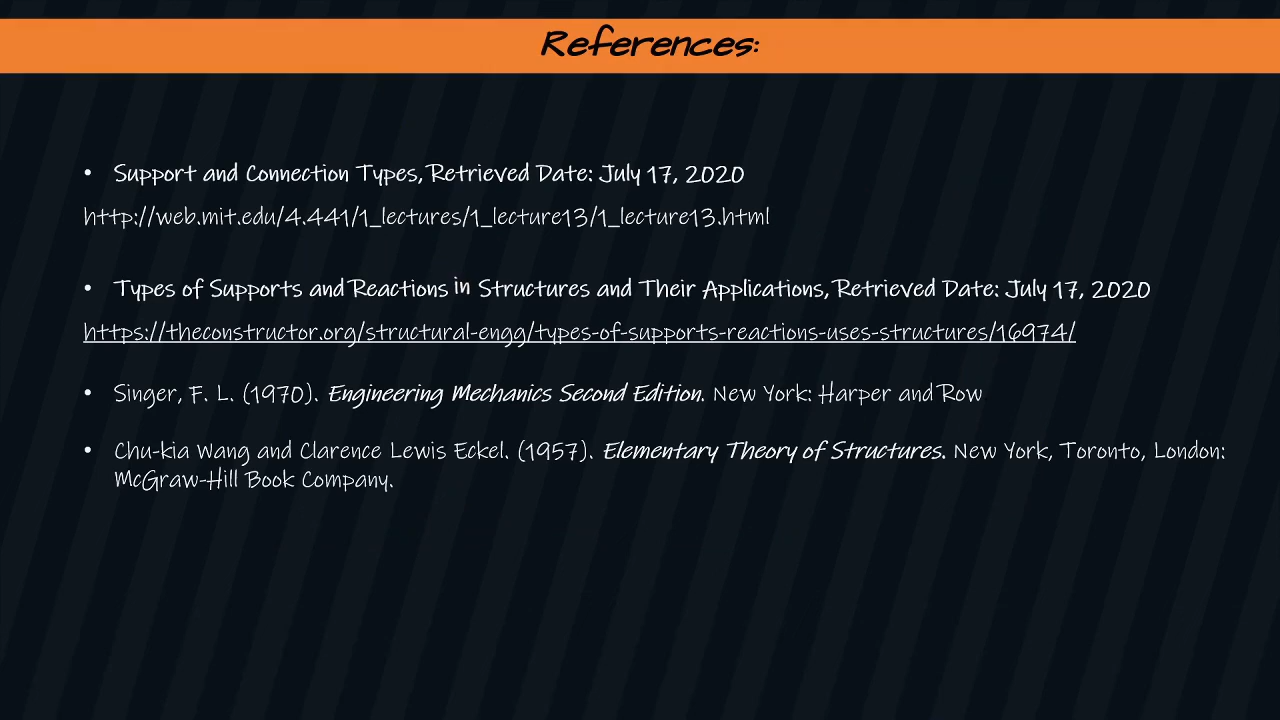 References:
• Support and Connection Types, Retrieved Date: July 17, 2020
http://web.mit.edu/4.441/1_lectures/1_lecture13/1_lecture13.html
• Types of Supports and Reactions in Structures and Their Applications, Retrieved Date: July 17, 2020
https://theconstructor.org/structural-engg/types-of-supports-reactions-uses-structures/16974/
• Singer, F. L. (1970). Engineering Mechanics Second Edition. New York: Harper and Row
• Chu-kia Wang and Clarence Lewis Eckel. (1957). Elementary Theory of Structures. New York, Toronto, London:
McGraw-Hill Book Company.